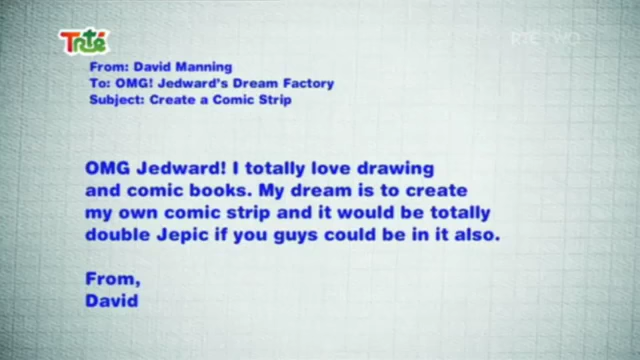 TRTÉ
RTÉ TWO
From: David Manning
To: OMG! Jedward's Dream Factory
Subject: Create a Comic Strip
OMG Jedward! I totally love drawing
and comic books. My dream is to create
my own comic strip and it would be totally
double Jepic if you guys could be in it also.
From,
David